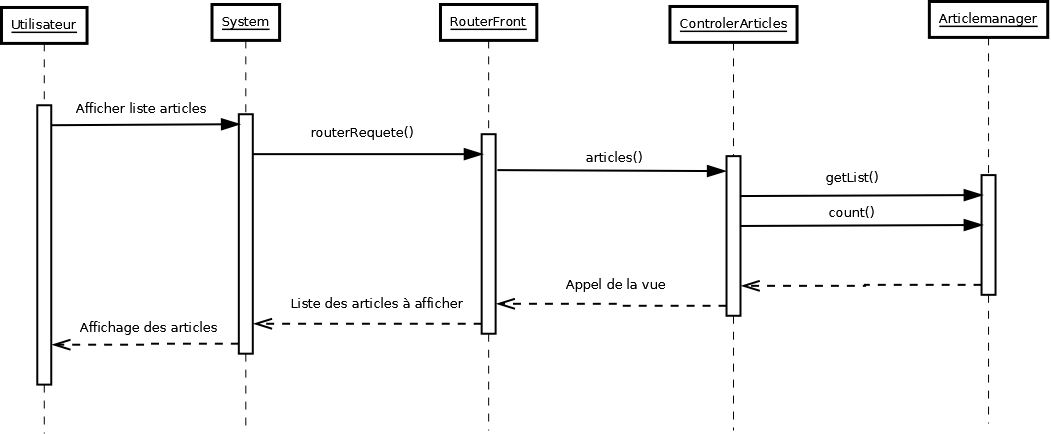 Utilisateur
System
RouterFront
ControlerArticles
Articlemanager
Afficher liste articles
routerRequete()
articles()
getList()
count()
Appel de la vue
Liste des articles à afficher
Affichage des articles